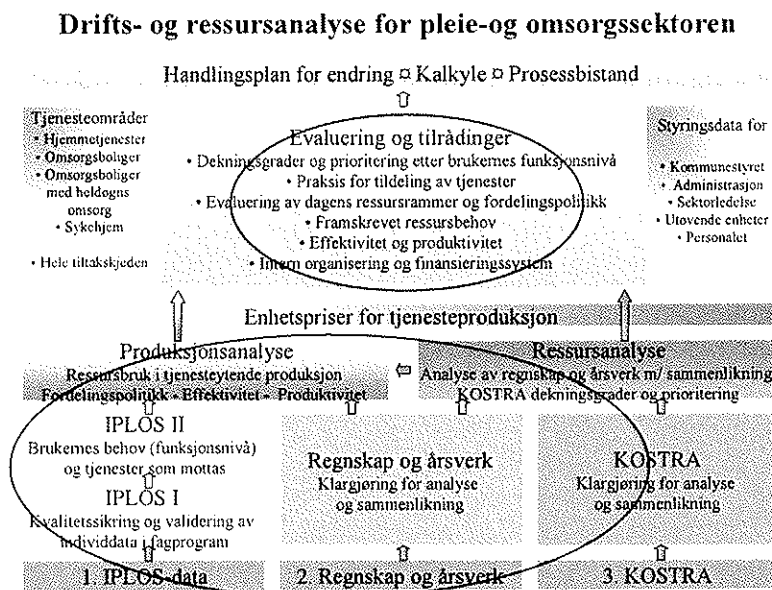 Drifts- og ressursanalyse for pleie-og omsorgssektoren
Handlingsplan for endring ¤ Kalkyle ¤ Prosessbistand
Tjenesteområder
• Hjemmetjenester
• Omsorgsboliger
• Omsorgsboliger
med heldøgns
omsorg
• Sykehjem
• Hele tiltakskjeden
Evaluering og tilrådinger
• Dekningsgrader og prioritering etter brukernes funksjonsnivå
• Praksis for tildeling av tjenester
• Evaluering av dagens ressursrammer og fordelingspolitikk
• Framskrevet ressursbehov
• Effektivitet og produktivitet
• Intern organisering og finansieringssystem
Styringsdata for
• Kommunestyret
• Administrasjon
• Sektorledelse
• Utøvende enheter
• Personalet
Enhetspriser for tjenesteproduksjon
Produksjonsanalyse
Ressursbruk i tjenesteytende produksjon
Fordelingspolitikk • Effektivitet • Produktivitet
Ressursanalyse
Analyse av regnskap og årsverk m/ sammenlikning
KOSTRA dekningsgrader og prioritering
IPLOS II
Brukernes behov (funksjonsnivå)
og tjenester som mottas
IPLOS I
Kvalitetssikring og validering av
individdata i fagprogram
Regnskap og årsverk
Klargjøring for analyse
og sammenlikning
KOSTRA
Klargjøring for analyse
og sammenlikning
1. IPLOS-data
2. Regnskap og årsverk
3. KOSTRA